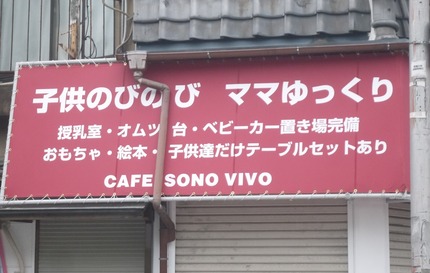 子供のびのび ママゆっくり
授乳室・オムツ 台・ベビーカー置き場完備
おもちゃ・絵本・ 子供達だけテーブルセットあり
CAFE SONO VIVO